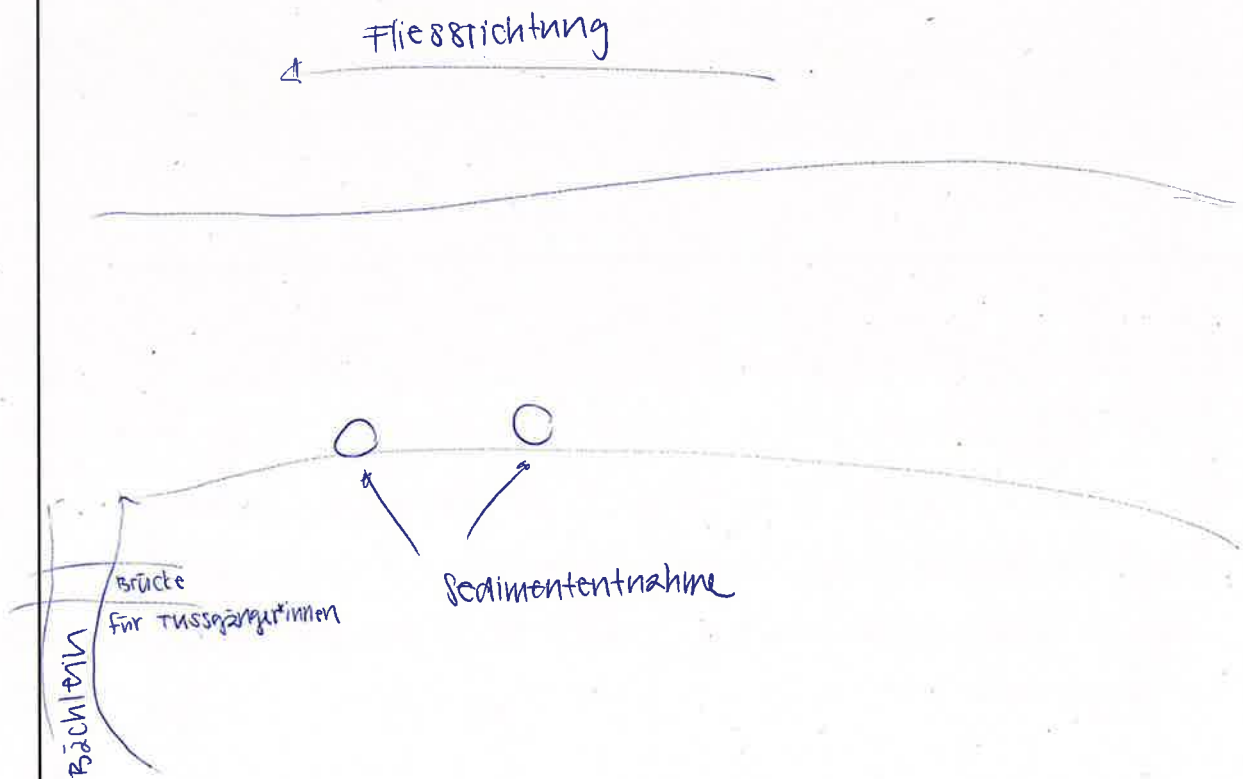 Fliessrichtung
Sedimententnahme
Brücke
für Fussgänger*innen
Bächlein